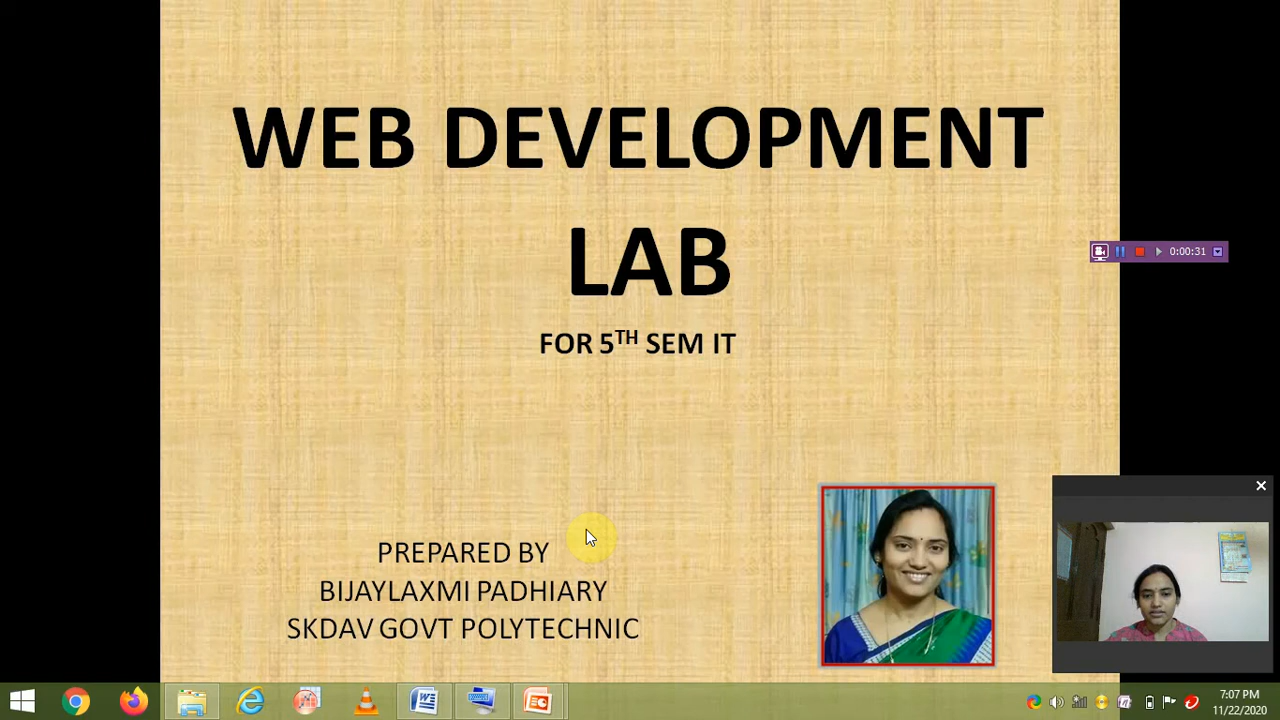 WEB DEVELOPMENT
LAB
FOR 5TH SEM IT
0:00:31
PREPARED BY
BIJAYLAXMI PADHIARY
SKDAV GOVT POLYTECHNIC
7:07 PM
11/22/2020